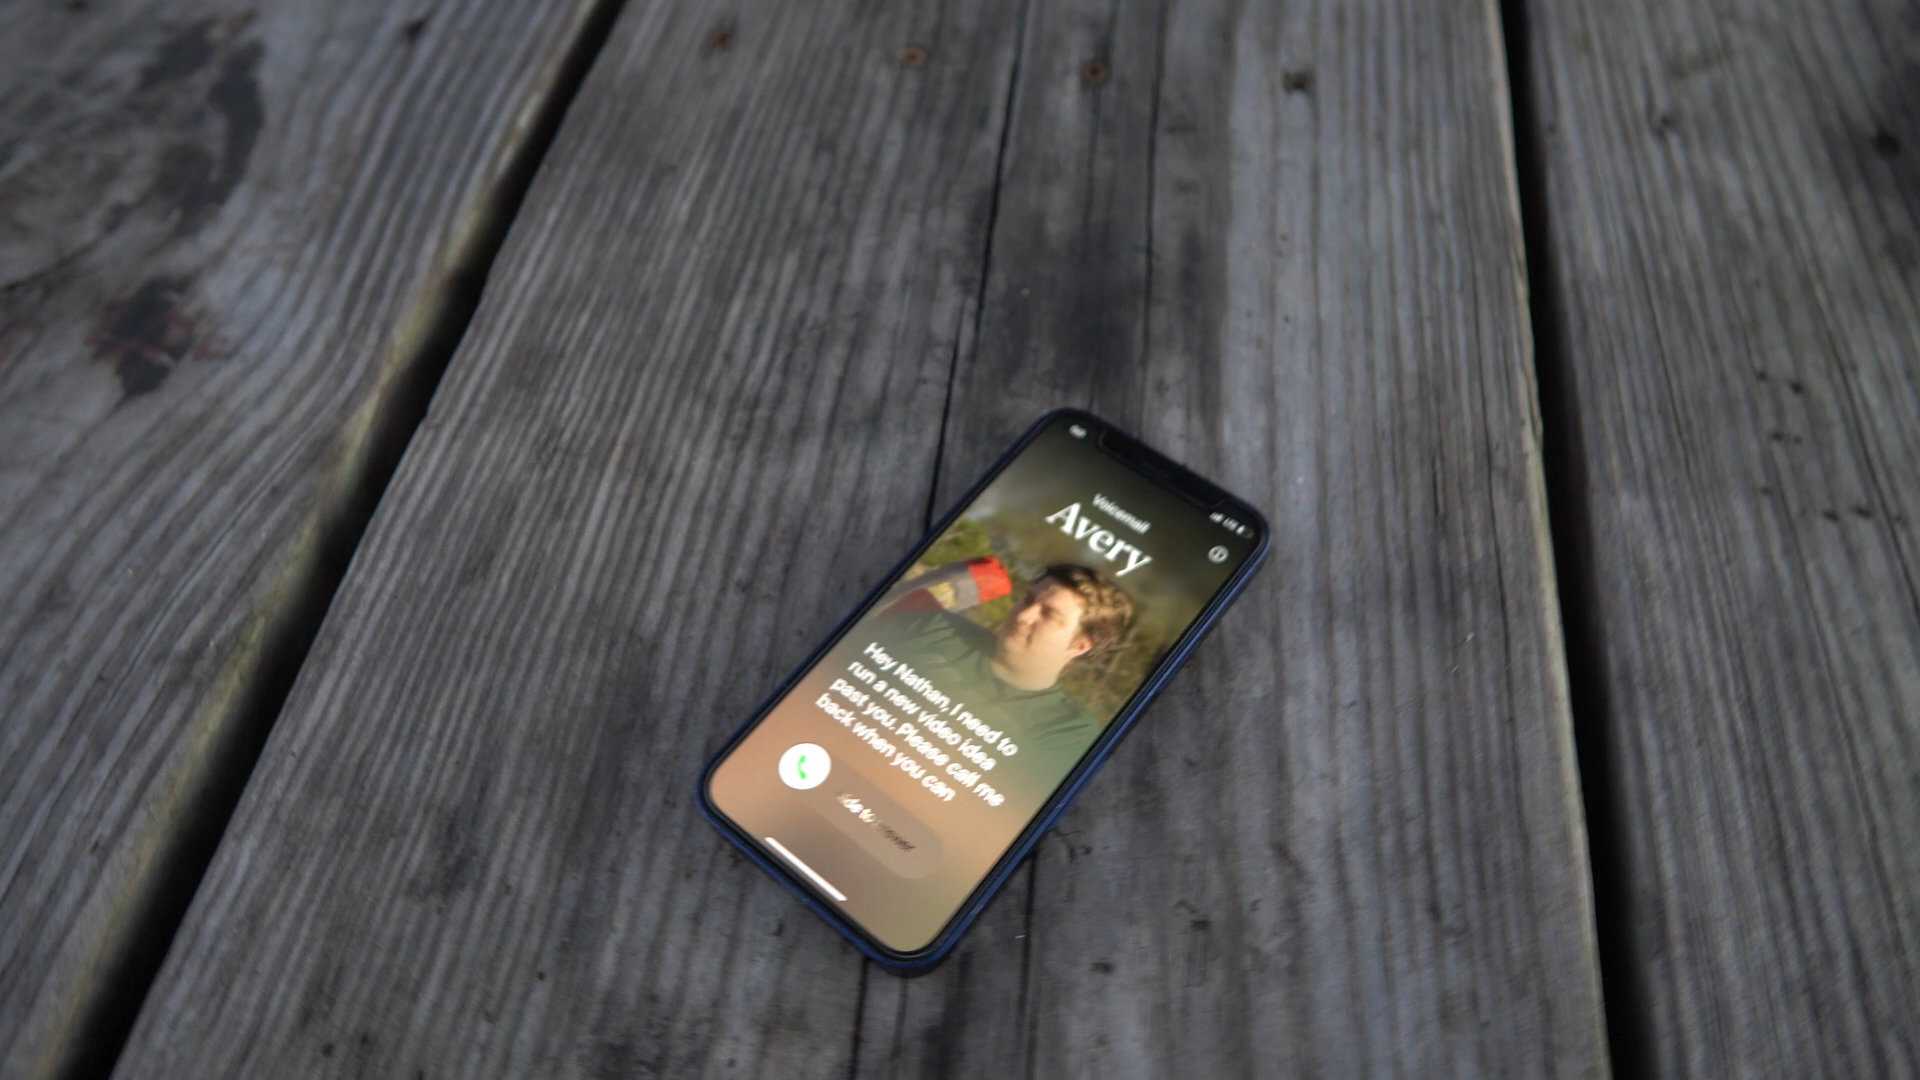 Voicemail
Avery
Hey Nathan, I need to
run a new video idea
past you. Please call me
back when you can